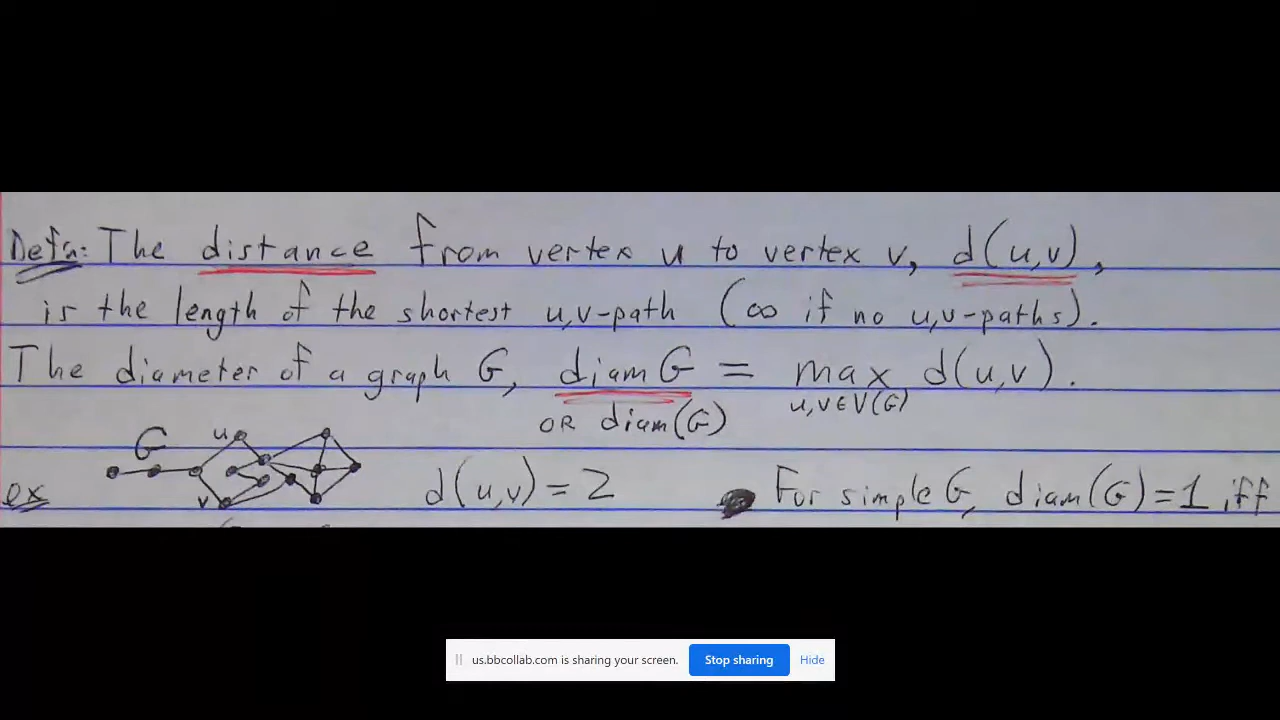 Defn: The distance from vertex u to vertex v, d(u,v),
is the length of the shortest u,v-path (∞ if no u,v-paths).
The diameter of a graph G, diam G = max d(u,v).
u,v∈V(G)
OR diam(G)
G
u
v
ex
d(u,v)=2
For simple G, diam(G)=1 iff
us.bbcollab.com is sharing your screen.
Stop sharing
Hide